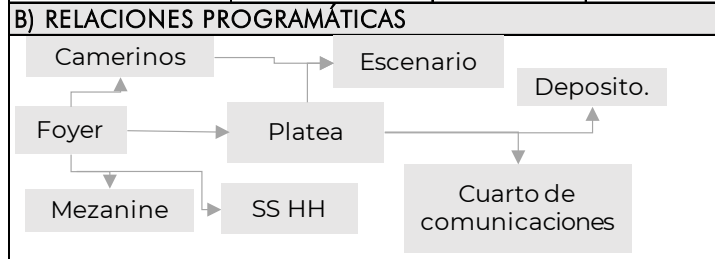 B) RELACIONES PROGRAMÁTICAS
Camerinos
Escenario
Deposito.
Foyer
Platea
Mezanine
SS HH
Cuarto de
comunicaciones